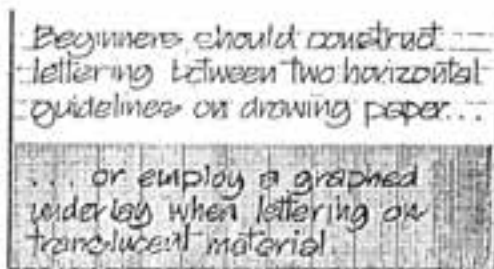 Beginners should construct
lettering between two horizontal
guidelines on drawing paper...
... or employ a graphed
underlay when lettering on
translucent material.